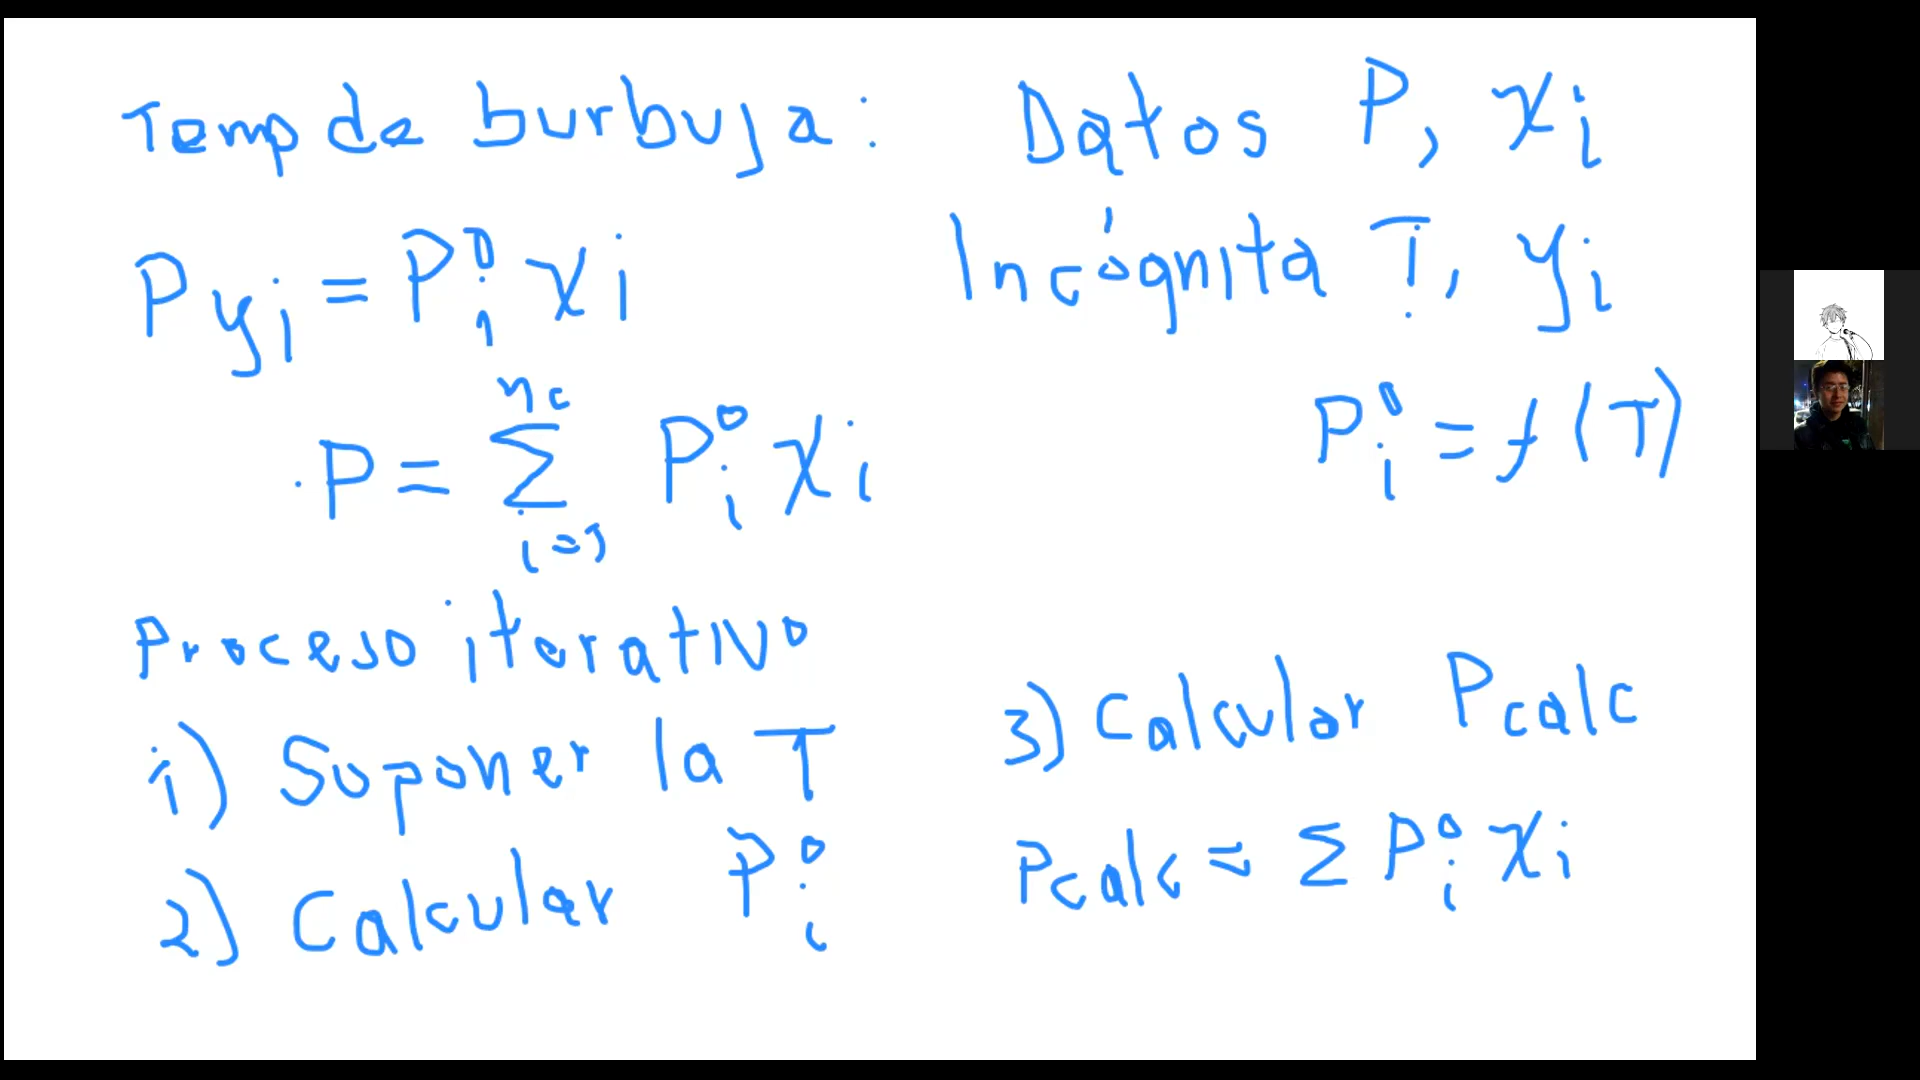 Temp de burbuja:
Datos P, xi
P yi = Pi° xi
Incógnita T, yi
P = Σ Pi° xi
nc
i=1
Pi° = f(T)
Proceso iterativo
1) Suponer la T
2) Calcular Pi°
3) Calcular Pcalc
Pcalc = Σ Pi° xi